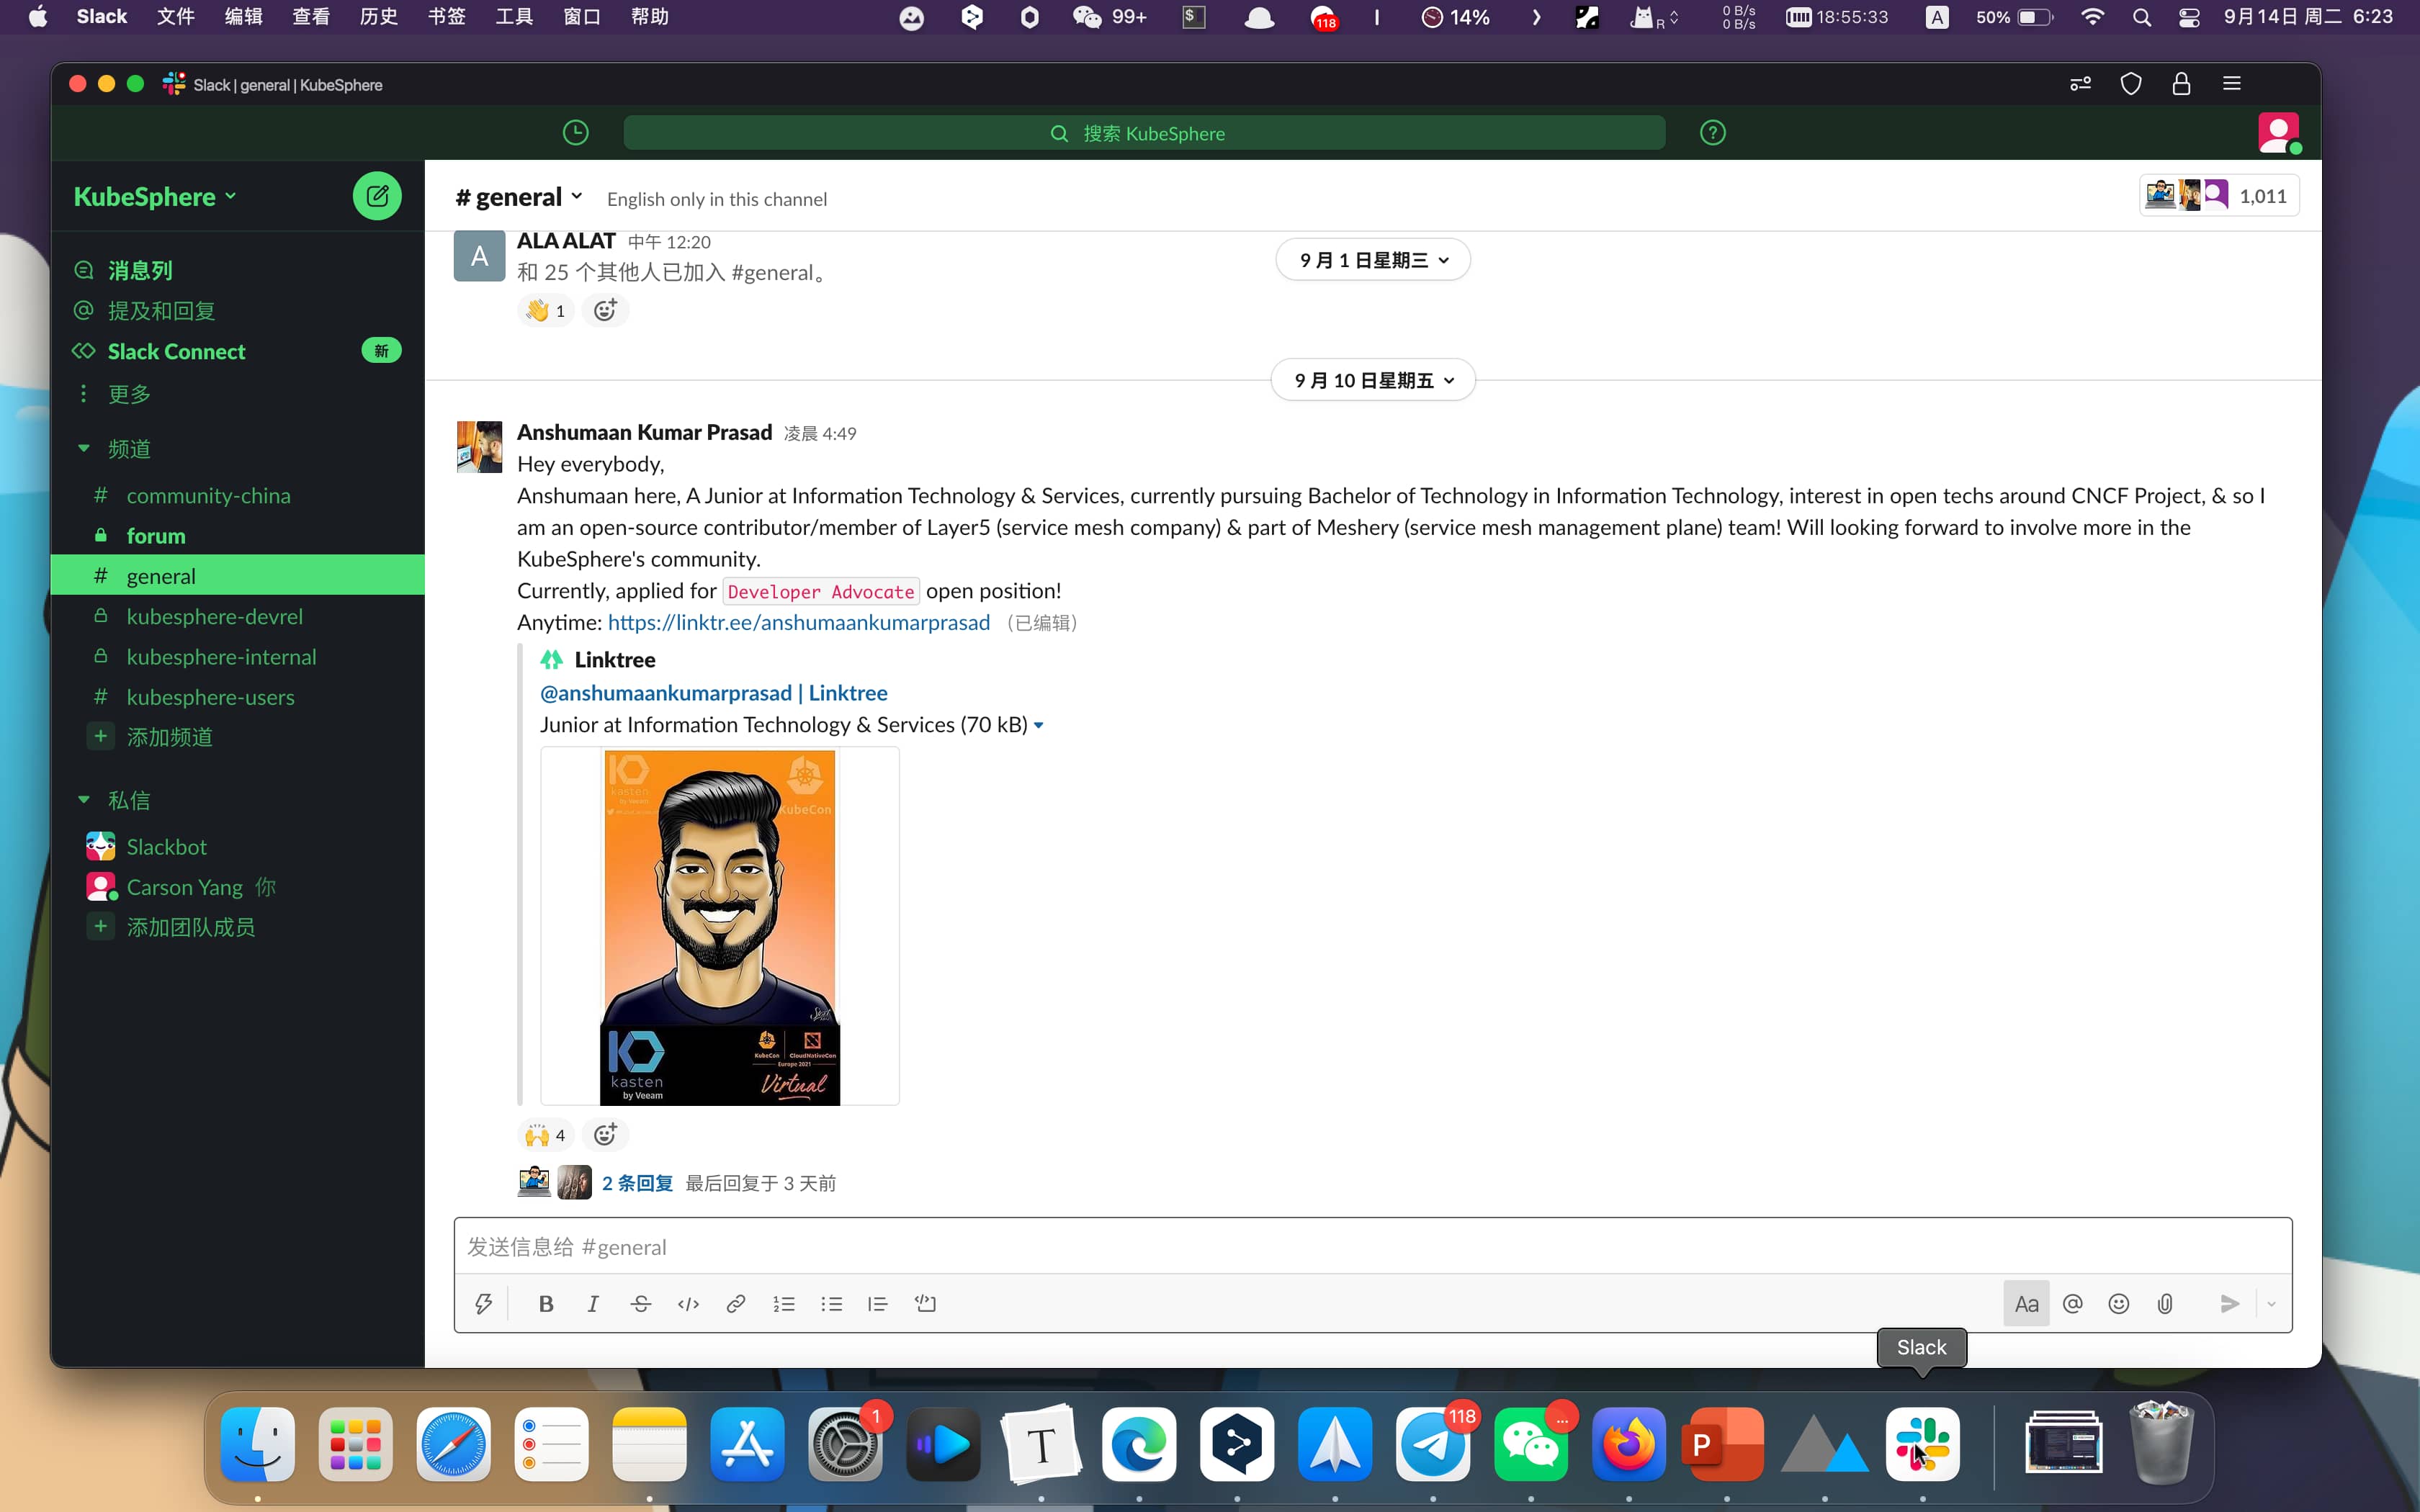 Slack 文件 编辑 查看 历史 书签 工具 窗口 帮助 99+ 118 14% R 0 B/s 0 B/s 18:55:33 A 50% 9月14日 周二 6:23
Slack | general | KubeSphere
搜索 KubeSphere
KubeSphere
消息列
提及和回复
Slack Connect 新
更多
频道
# community-china
forum
# general
kubesphere-devrel
kubesphere-internal
# kubesphere-users
+ 添加频道
私信
Slackbot
Carson Yang 你
+ 添加团队成员
# general English only in this channel 1,011
A
ALA ALAT 中午 12:20
和 25 个其他人已加入 #general。
9 月 1 日星期三
1
9 月 10 日星期五
Anshumaan Kumar Prasad 凌晨 4:49
Hey everybody,
Anshumaan here, A Junior at Information Technology & Services, currently pursuing Bachelor of Technology in Information Technology, interest in open techs around CNCF Project, & so I
am an open-source contributor/member of Layer5 (service mesh company) & part of Meshery (service mesh management plane) team! Will looking forward to involve more in the
KubeSphere's community.
Currently, applied for Developer Advocate open position!
Anytime: https://linktr.ee/anshumaankumarprasad （已编辑）
Linktree
@anshumaankumarprasad | Linktree
Junior at Information Technology & Services (70 kB)
kasten
by Veeam
KubeCon
kasten
by Veeam
KubeCon CloudNativeCon
Europe 2021
Virtual
4
2 条回复 最后回复于 3 天前
发送信息给 #general
B I Aa @
Slack
1 T 118 ... P